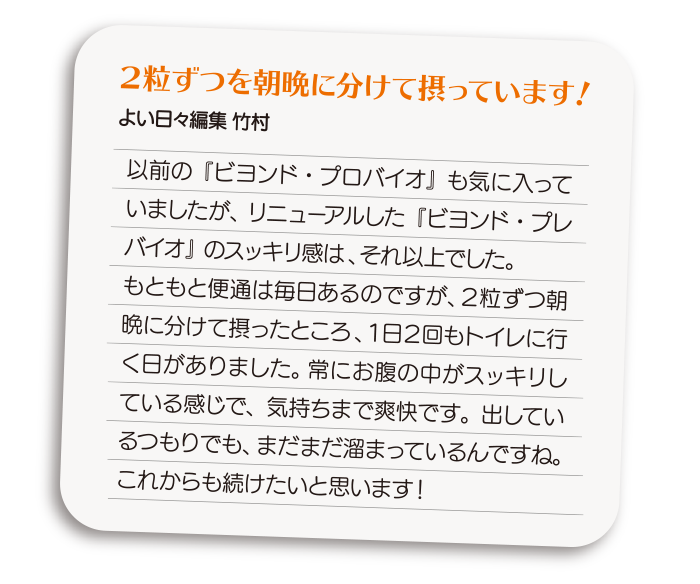 2粒ずつを朝晩に分けて摂っています！
よい日々編集 竹村
以前の『ビヨンド・プロバイオ』も気に入って
いましたが、リニューアルした『ビヨンド・プレ
バイオ』のスッキリ感は、それ以上でした。
もともと便通は毎日あるのですが、2粒ずつ朝
晩に分けて摂ったところ、1日2回もトイレに行
く日がありました。常にお腹の中がスッキリし
ている感じで、気持ちまで爽快です。出してい
るつもりでも、まだまだ溜まっているんですね。
これからも続けたいと思います！